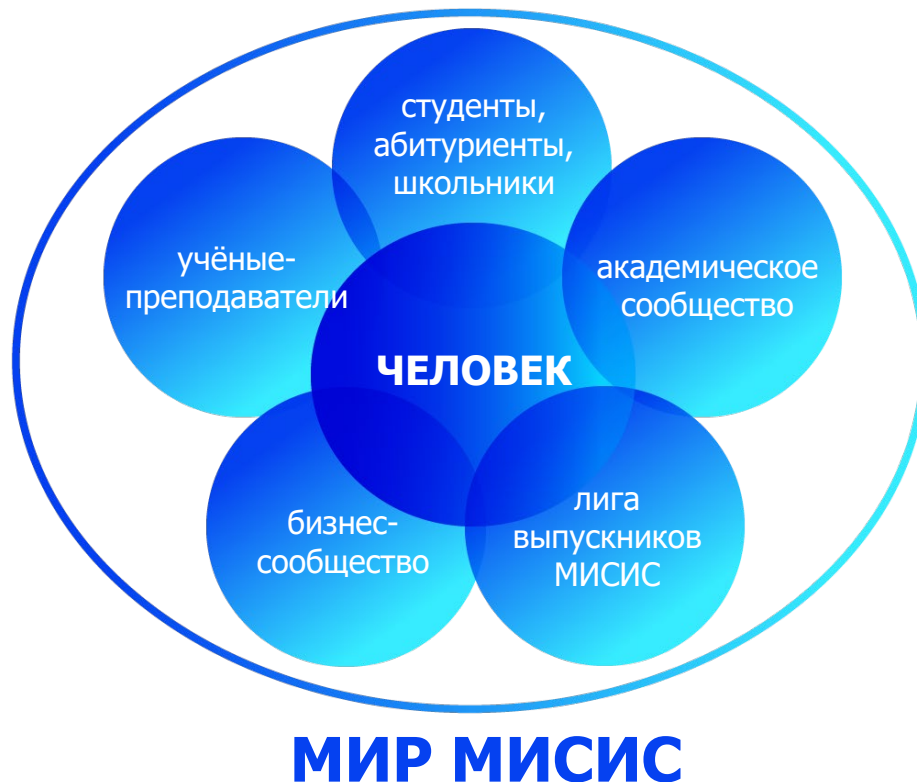 студенты,
абитуриенты,
школьники
учёные-
преподаватели
академическое
сообщество
ЧЕЛОВЕК
бизнес-
сообщество
лига
выпускников
МИСИС
МИР МИСИС